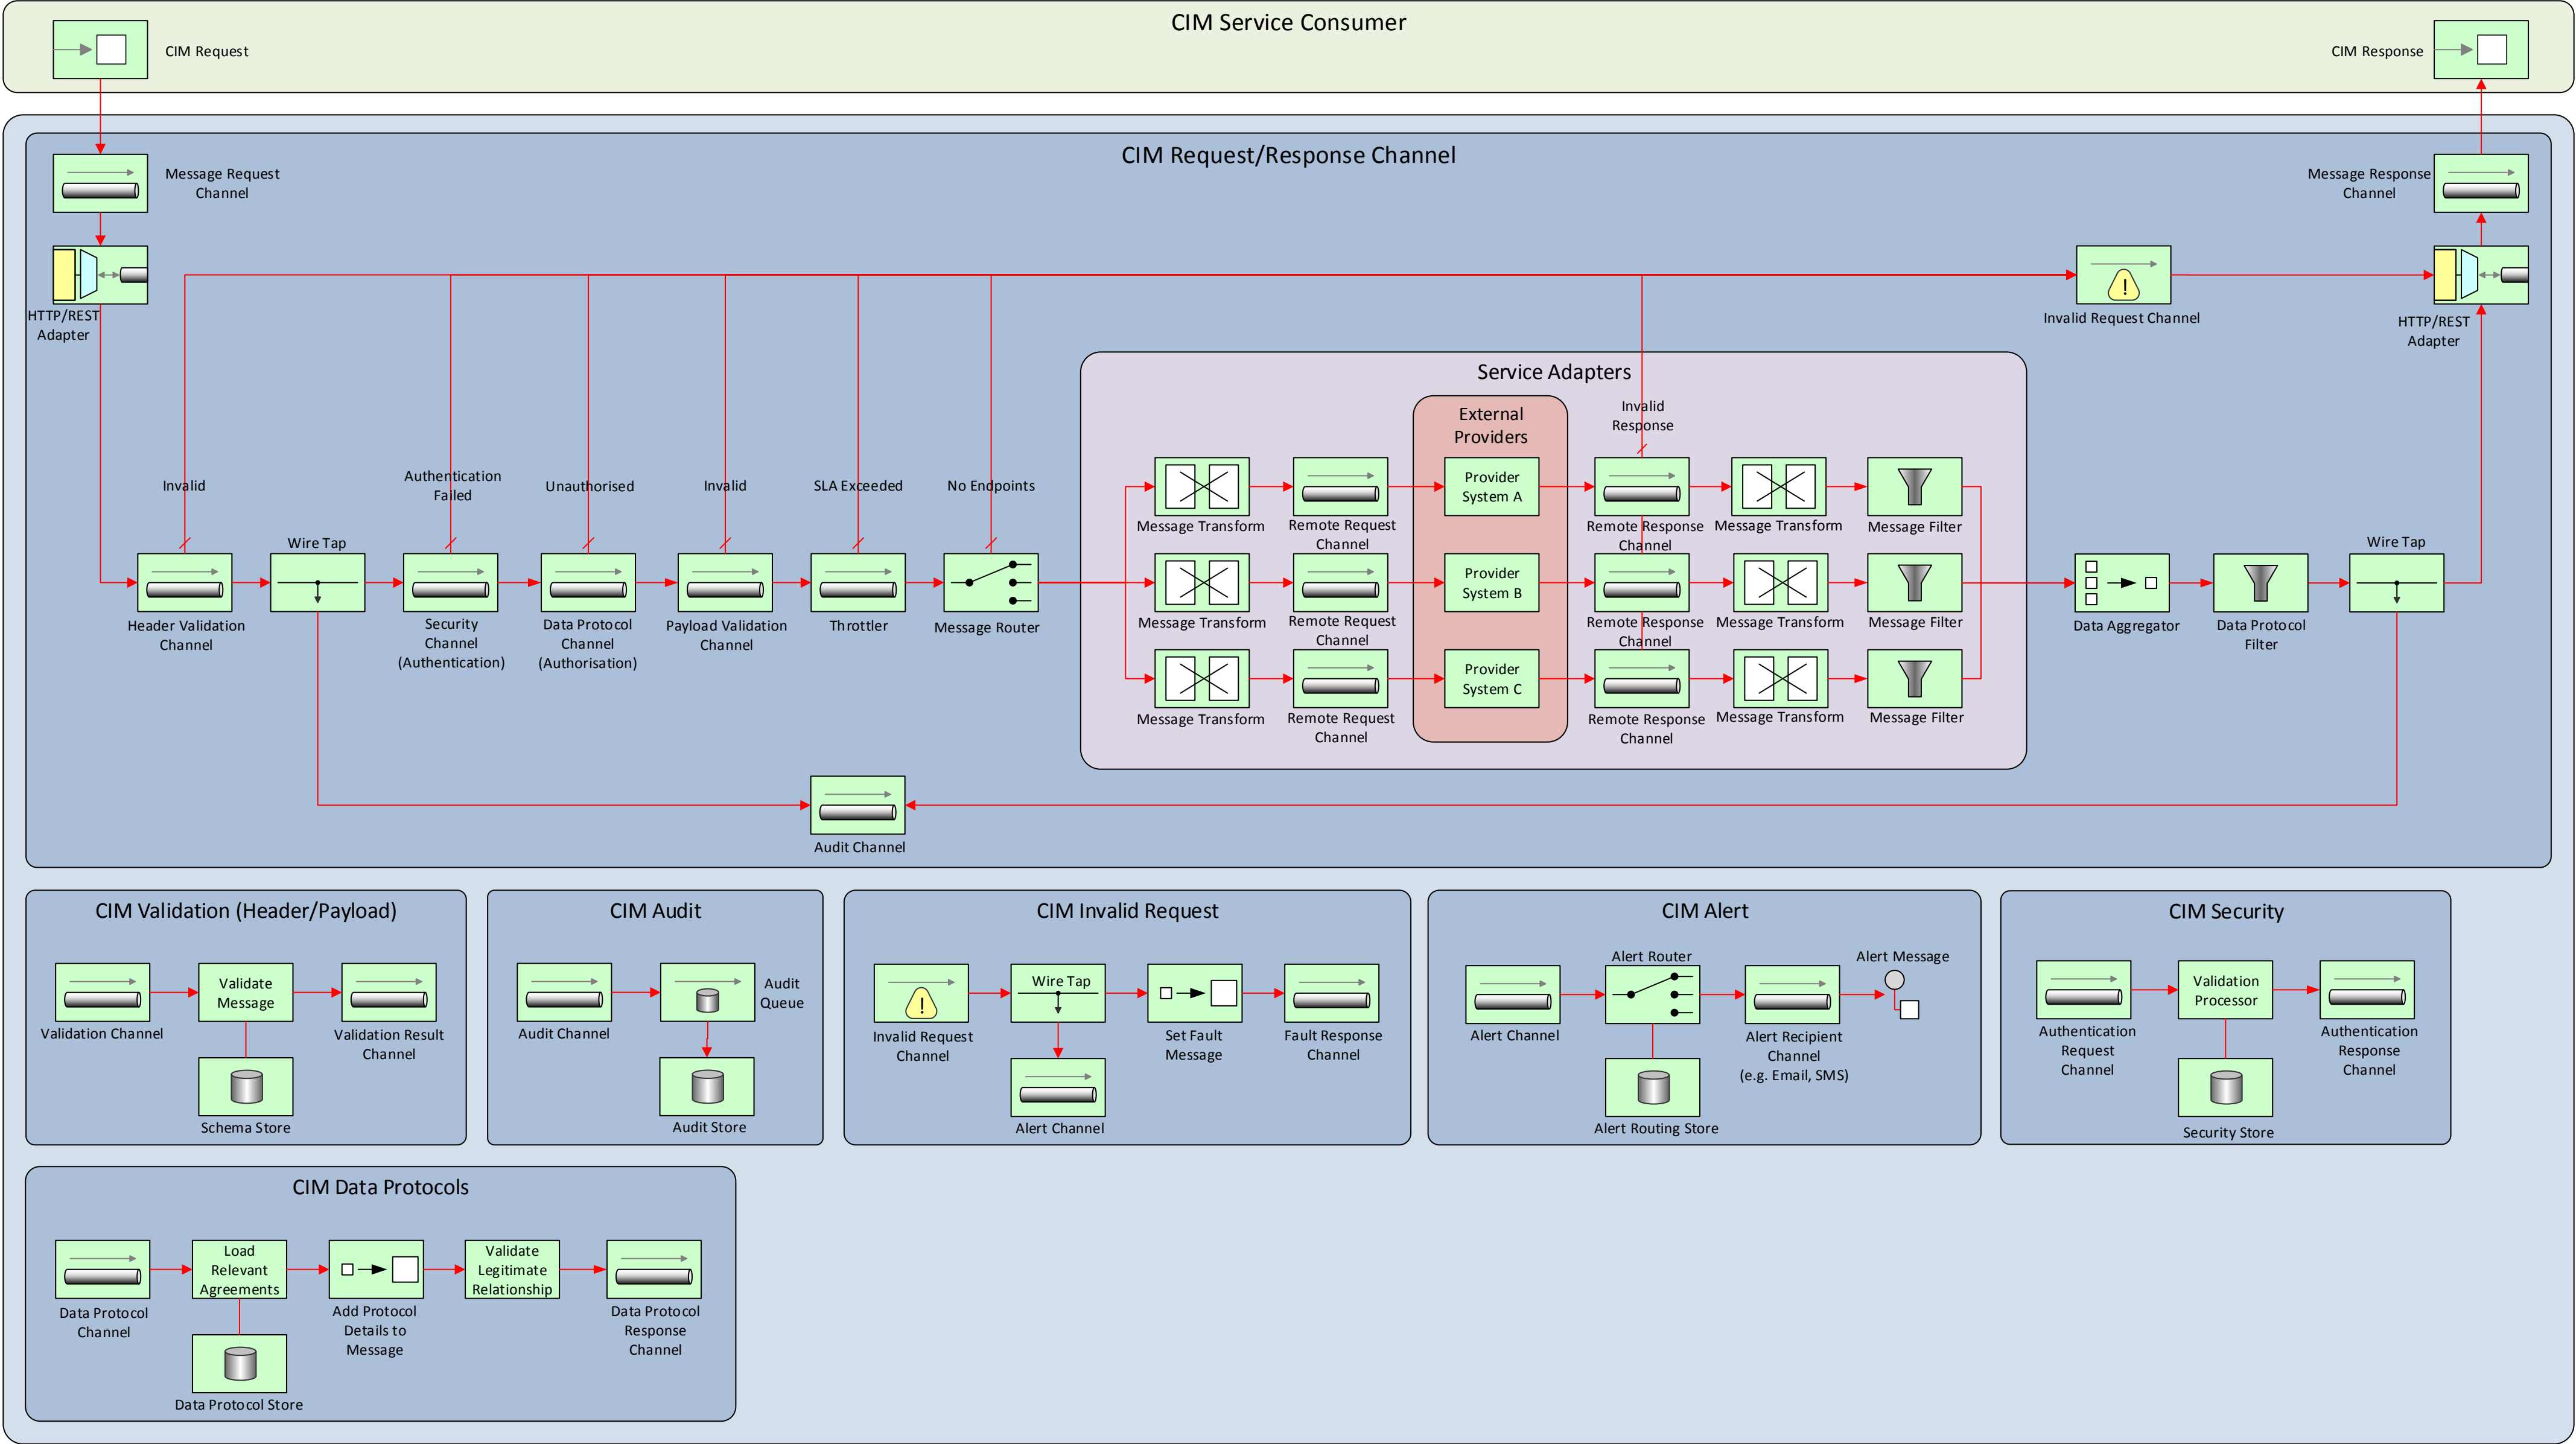 CIM Service Consumer
CIM Request
CIM Response
CIM Request/Response Channel
Message Request
Channel
Message Response
Channel
HTTP/REST
Adapter
Invalid Request Channel
HTTP/REST
Adapter
Service Adapters
External
Providers
Invalid
Response
Invalid
Authentication
Failed
Unauthorised
Invalid
SLA Exceeded
No Endpoints
Provider
System A
Message Transform
Remote Request
Channel
Remote Response
Channel
Message Transform
Message Filter
Wire Tap
Wire Tap
Provider
System B
Header Validation
Channel
Security
Channel
(Authentication)
Data Protocol
Channel
(Authorisation)
Payload Validation
Channel
Throttler
Message Router
Message Transform
Remote Request
Channel
Remote Response
Channel
Message Transform
Message Filter
Data Aggregator
Data Protocol
Filter
Provider
System C
Message Transform
Remote Request
Channel
Remote Response
Channel
Message Transform
Message Filter
Audit Channel
CIM Validation (Header/Payload)
Validate
Message
Validation Channel
Validation Result
Channel
Schema Store
CIM Audit
Audit
Queue
Audit Channel
Audit Store
CIM Invalid Request
Wire Tap
Invalid Request
Channel
Set Fault
Message
Fault Response
Channel
Alert Channel
CIM Alert
Alert Router
Alert Message
Alert Channel
Alert Recipient
Channel
(e.g. Email, SMS)
Alert Routing Store
CIM Security
Validation
Processor
Authentication
Request
Channel
Authentication
Response
Channel
Security Store
CIM Data Protocols
Load
Relevant
Agreements
Validate
Legitimate
Relationship
Data Protocol
Channel
Add Protocol
Details to
Message
Data Protocol
Response
Channel
Data Protocol Store